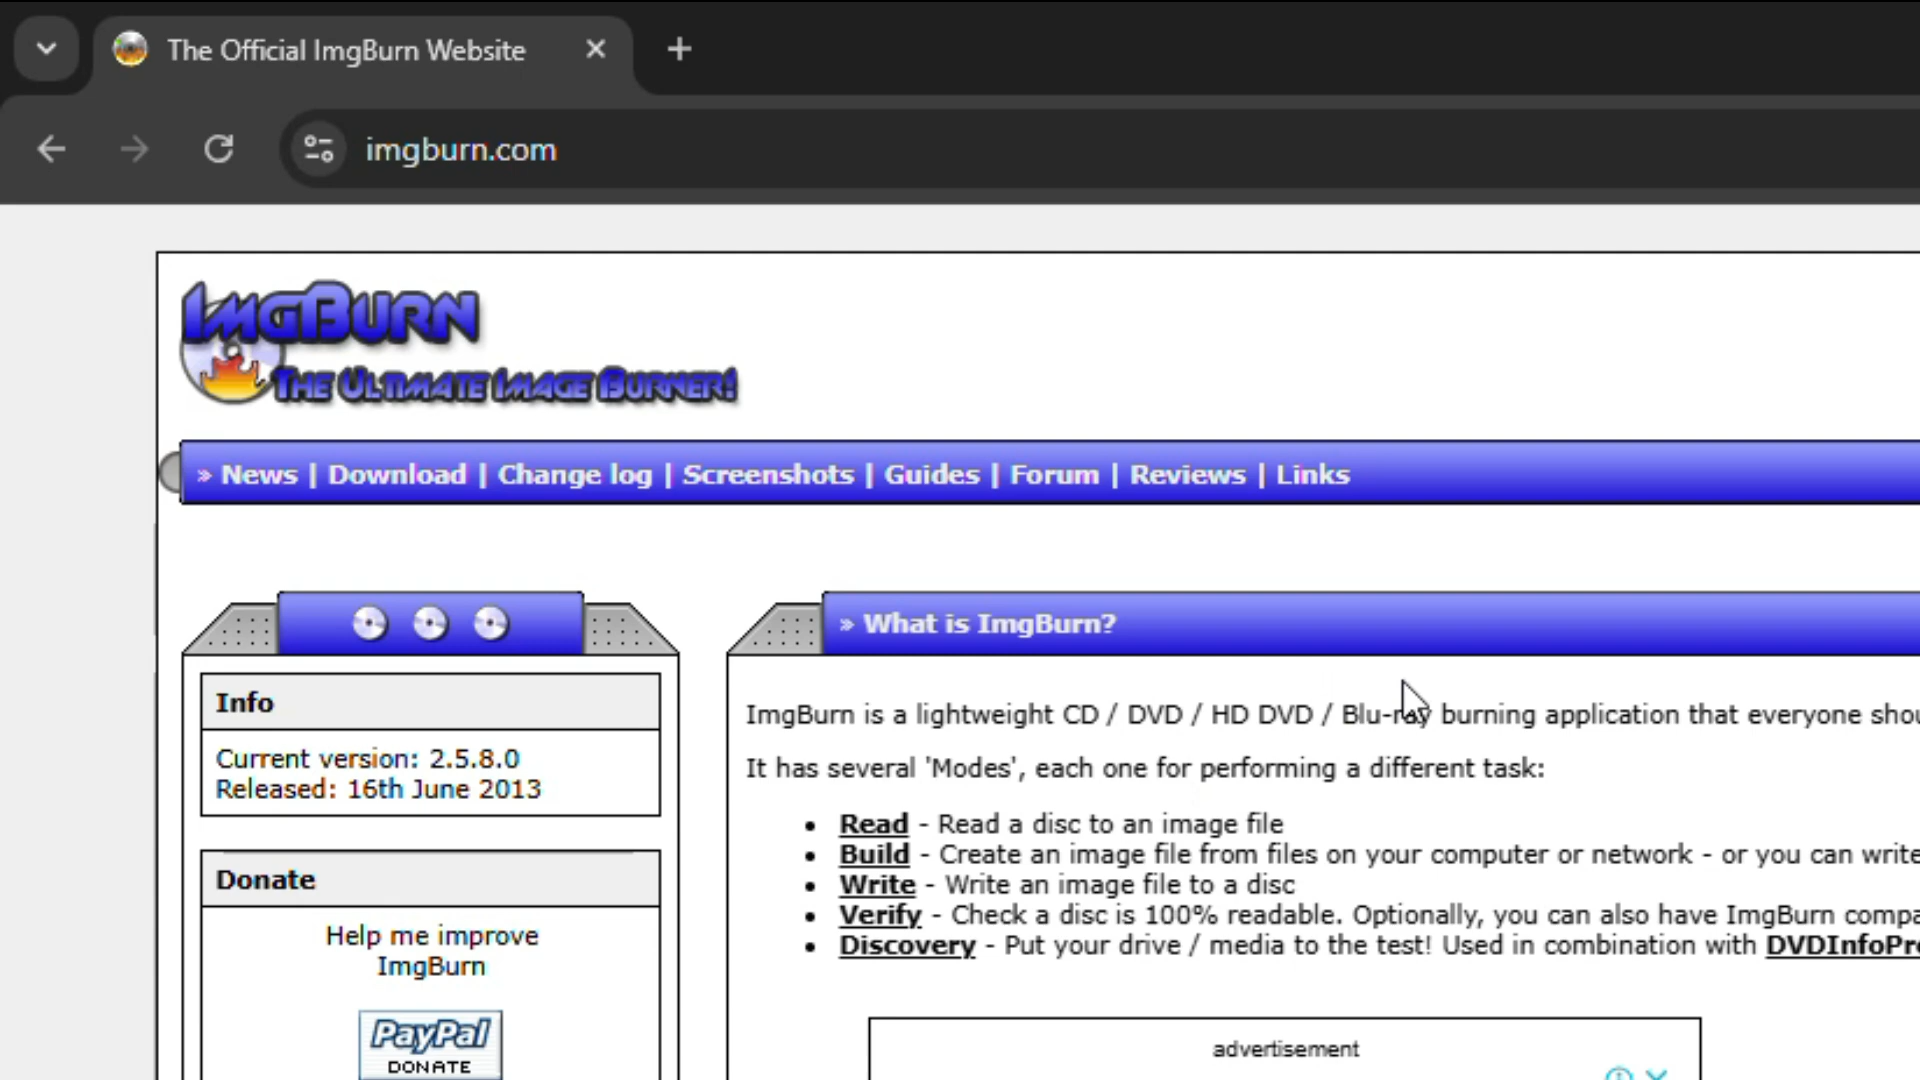 The Official ImgBurn Website
imgburn.com
ImgBurn
The Ultimate Image Burner!
» News | Download | Change log | Screenshots | Guides | Forum | Reviews | Links
» What is ImgBurn?
Info
Current version: 2.5.8.0
Released: 16th June 2013
Donate
Help me improve
ImgBurn
PayPal
DONATE
ImgBurn is a lightweight CD / DVD / HD DVD / Blu-ray burning application that everyone
It has several 'Modes', each one for performing a different task:
• Read - Read a disc to an image file
• Build - Create an image file from files on your computer or network - or you can write
• Write - Write an image file to a disc
• Verify - Check a disc is 100% readable. Optionally, you can also have ImgBurn
• Discovery - Put your drive / media to the test! Used in combination with
advertisement